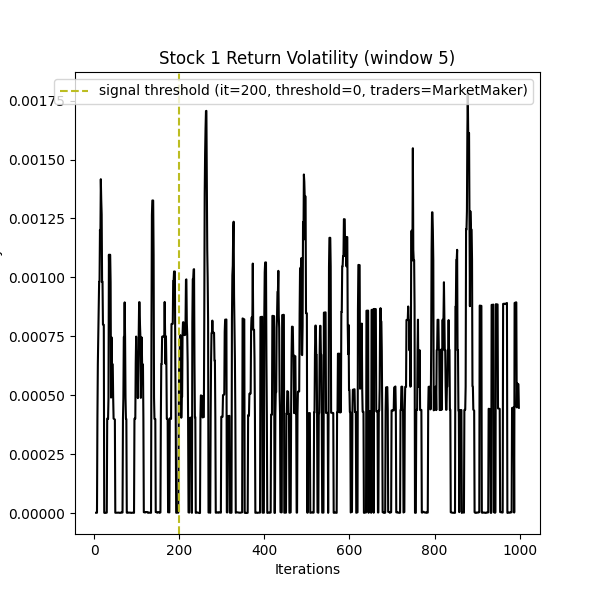 Stock 1 Return Volatility (window 5)
signal threshold (it=200, threshold=0, traders=MarketMaker)
0.00175
0.00150
0.00125
0.00100
0.00075
0.00050
0.00025
0.00000
0 200 400 600 800 1000
Iterations